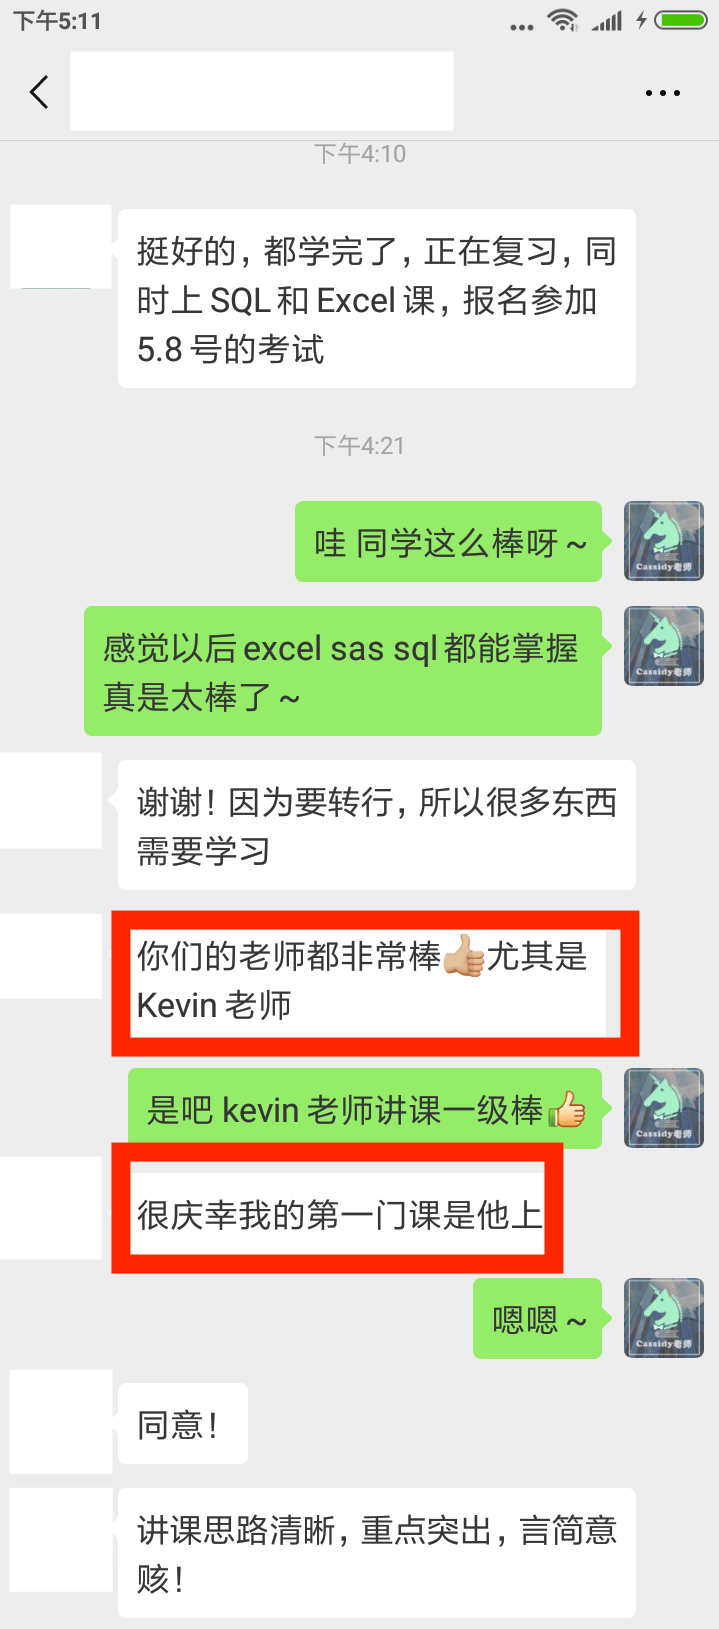 下午5:11
下午4:10
挺好的，都学完了，正在复习，同
时上 SQL 和 Excel 课，报名参加
5.8 号的考试
下午4:21
哇 同学这么棒呀～
Cassidy老师
感觉以后 excel sas sql 都能掌握
真是太棒了～
Cassidy老师
谢谢！因为要转行，所以很多东西
需要学习
你们的老师都非常棒👍尤其是
Kevin 老师
是吧 kevin 老师讲课一级棒👍
Cassidy老师
很庆幸我的第一门课是他上
嗯嗯～
Cassidy老师
同意！
讲课思路清晰，重点突出，言简意
赅！